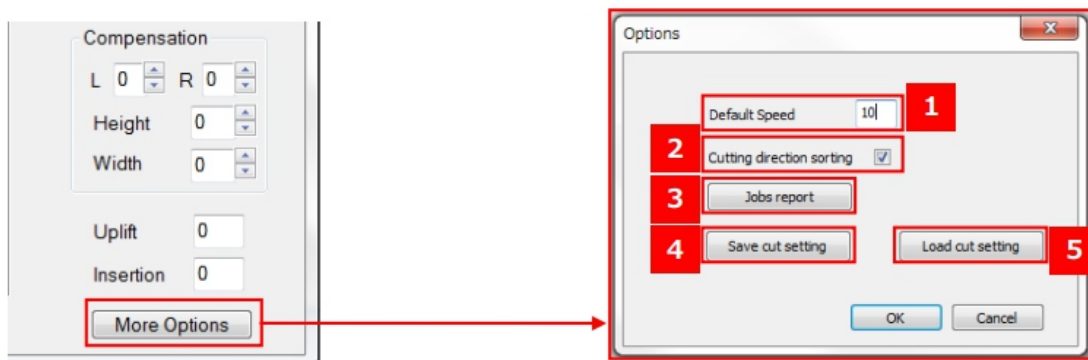 Compensation
L 0 R 0
Height 0
Width 0
Uplift 0
Insertion 0
More Options
Options
Default Speed 10 1
2 Cutting direction sorting
3 Jobs report
4 Save cut setting Load cut setting 5
OK Cancel